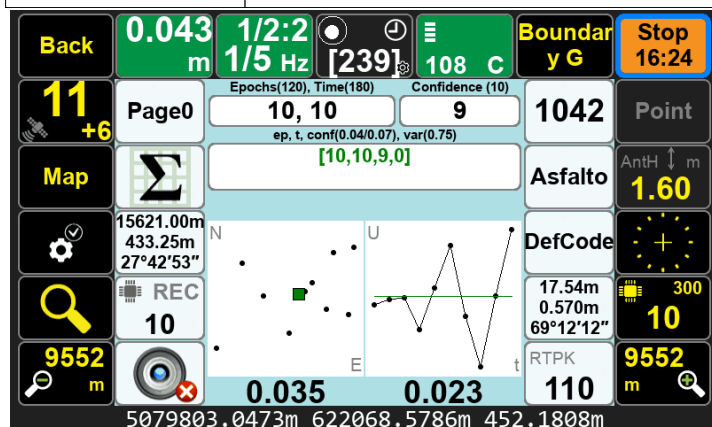 Back
0.043
m
1/2:2
1/5 Hz
[239]
108 C
Boundar
y G
Stop
16:24
11
+6
Page0
Epochs(120), Time(180)
Confidence (10)
10, 10
9
1042
Point
ep, t, conf(0.04/0.07), var(0.75)
[10,10,9,0]
Map
Σ
Asfalto
AntH m
1.60
15621.00m
433.25m
27°42'53"
N
U
DefCode
REC
10
17.54m
0.570m
69°12'12"
300
10
E
t
9552
m
0.035
0.023
RTPK
110
9552
m
5079803.0473m 622068.5786m 452.1808m